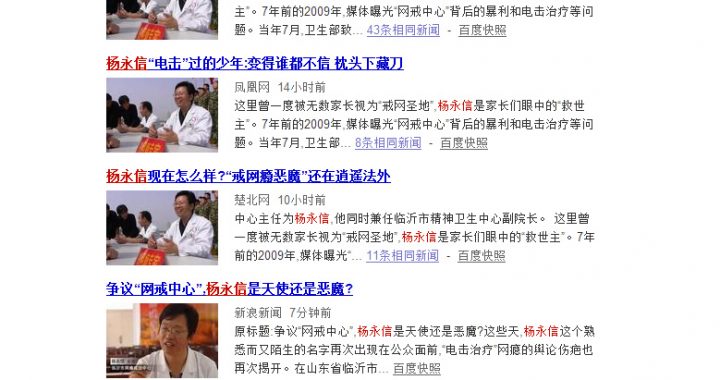 主”。7年前的2009年,媒体曝光“网戒中心”背后的暴利和电击治疗等问
题。当年7月,卫生部致... 43条相同新闻 - 百度快照
杨永信“电击”过的少年:变得谁都不信 枕头下藏刀
凤凰网 14小时前
这里曾一度被无数家长视为“戒网圣地”,杨永信是家长们眼中的“救世
主”。7年前的2009年,媒体曝光“网戒中心”背后的暴利和电击治疗等问
题。当年7月,卫生部... 8条相同新闻 - 百度快照
杨永信现在怎么样?“戒网瘾恶魔”还在逍遥法外
楚北网 10小时前
中心主任为杨永信,他同时兼任临沂市精神卫生中心副院长。 这里曾
一度被无数家长视为“戒网圣地”,杨永信是家长们眼中的“救世主”。7年
前的2009年,媒体曝光“... 11条相同新闻 - 百度快照
争议“网戒中心”,杨永信是天使还是恶魔?
新浪新闻 7分钟前
原标题:争议“网戒中心”,杨永信是天使还是恶魔?这些天,杨永信这个熟
悉而又陌生的名字再次出现在公众面前,“电击治疗”网瘾的舆论伤疤也
再次揭开。在山东省临沂市... 百度快照